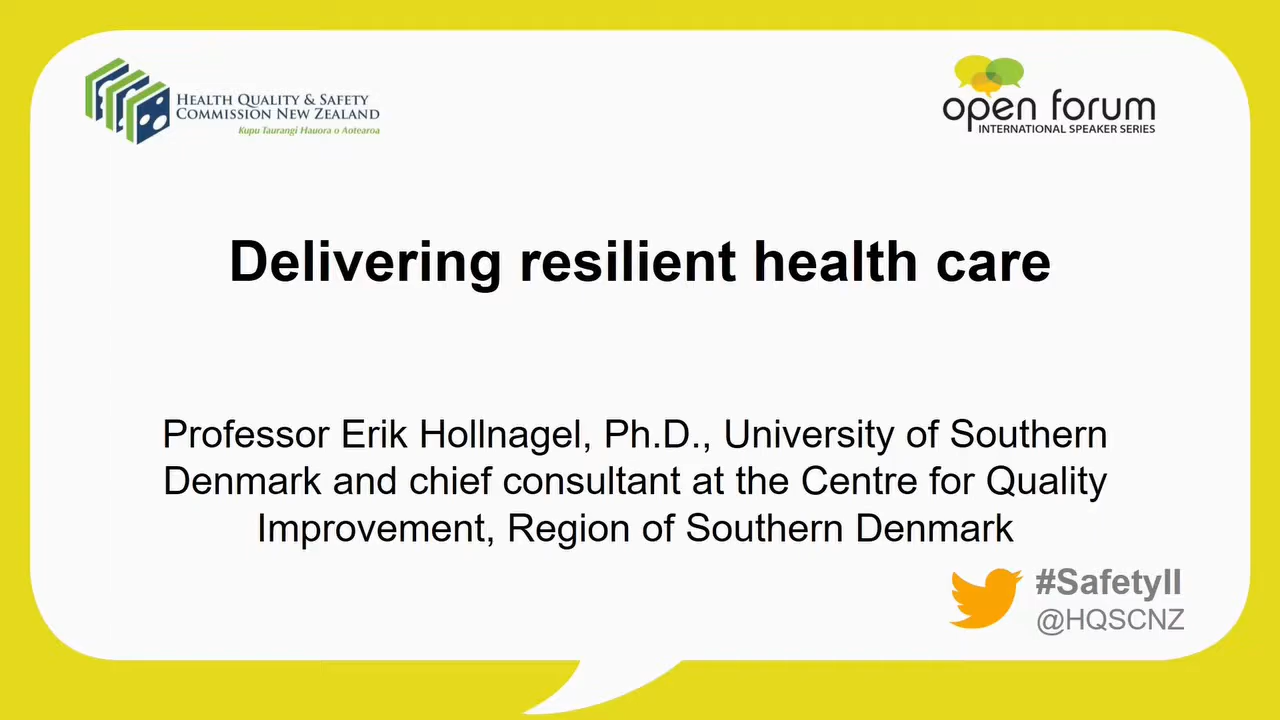 HEALTH QUALITY & SAFETY
COMMISSION NEW ZEALAND
Kupu Taurangi Hauora o Aotearoa
open forum
INTERNATIONAL SPEAKER SERIES
Delivering resilient health care
Professor Erik Hollnagel, Ph.D., University of Southern
Denmark and chief consultant at the Centre for Quality
Improvement, Region of Southern Denmark
#SafetyII
@HQSCNZ